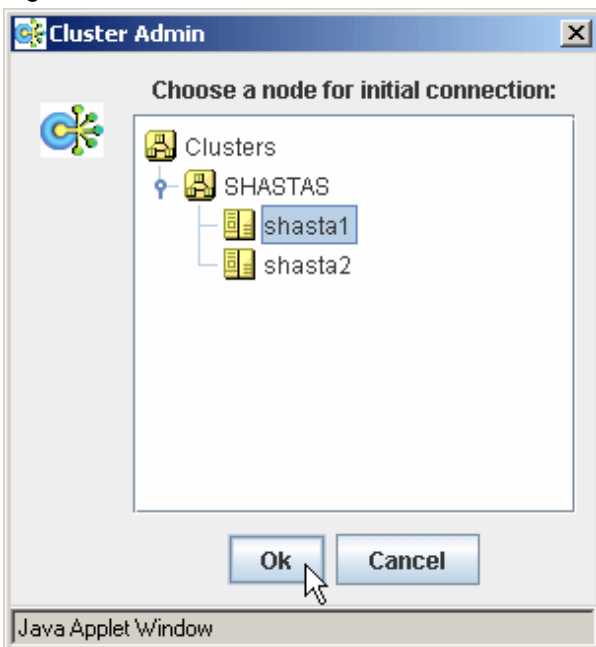 Cluster Admin
Choose a node for initial connection:
Clusters
SHASTAS
shasta1
shasta2
Ok Cancel
Java Applet Window